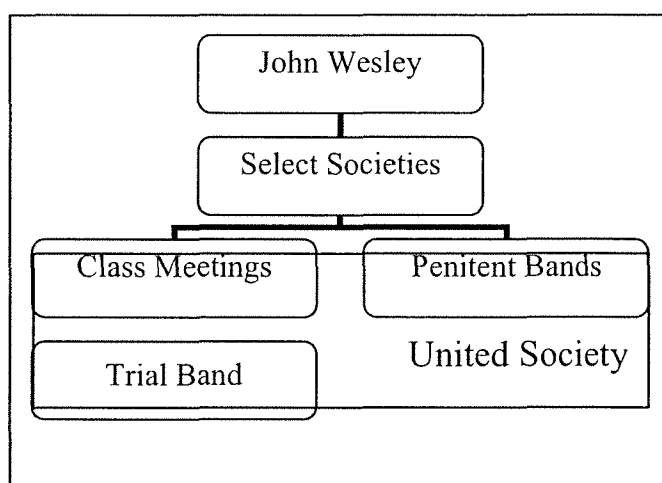 John Wesley
Select Societies
Class Meetings
Penitent Bands
United Society
Trial Band